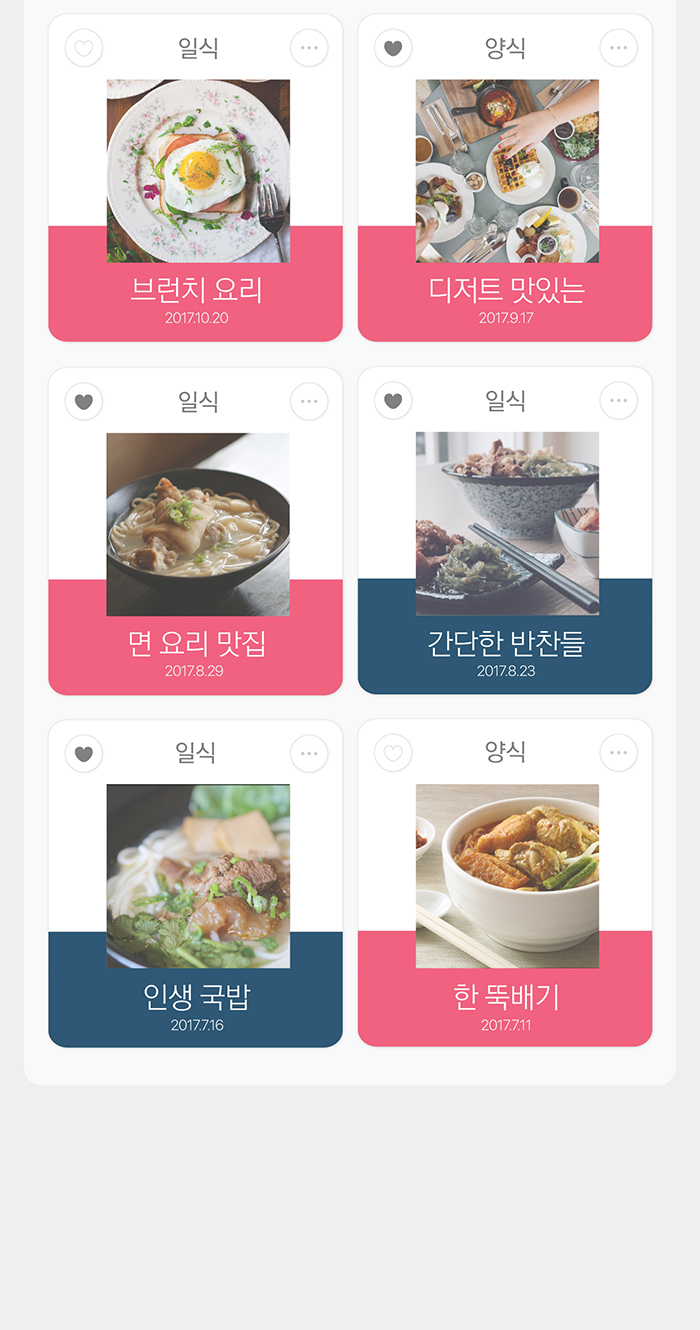 일식
브런치 요리
2017.10.20
양식
디저트 맛있는
2017.9.17
일식
면 요리 맛집
2017.8.29
일식
간단한 반찬들
2017.8.23
일식
인생 국밥
2017.7.16
양식
한 뚝배기
2017.7.11